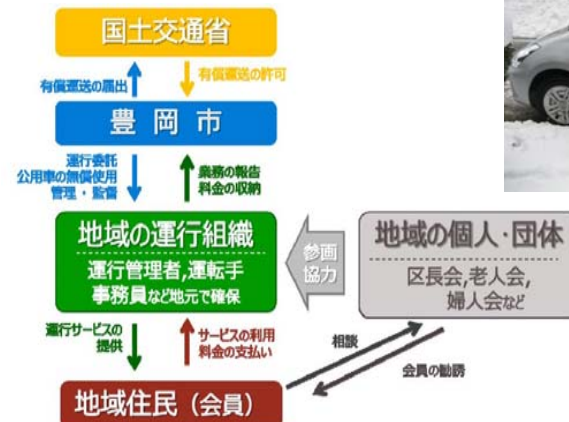 国土交通省
有償運送の届出
有償運送の許可
豊岡市
運行委託
公用車の無償使用
管理・監督
業務の報告
料金の収納
地域の運行組織
運行管理者,運転手
事務員など地元で確保
参画
協力
地域の個人・団体
区長会,老人会,
婦人会など
運行サービスの
提供
サービスの利用
料金の支払い
相談
会員の勧誘
地域住民（会員）